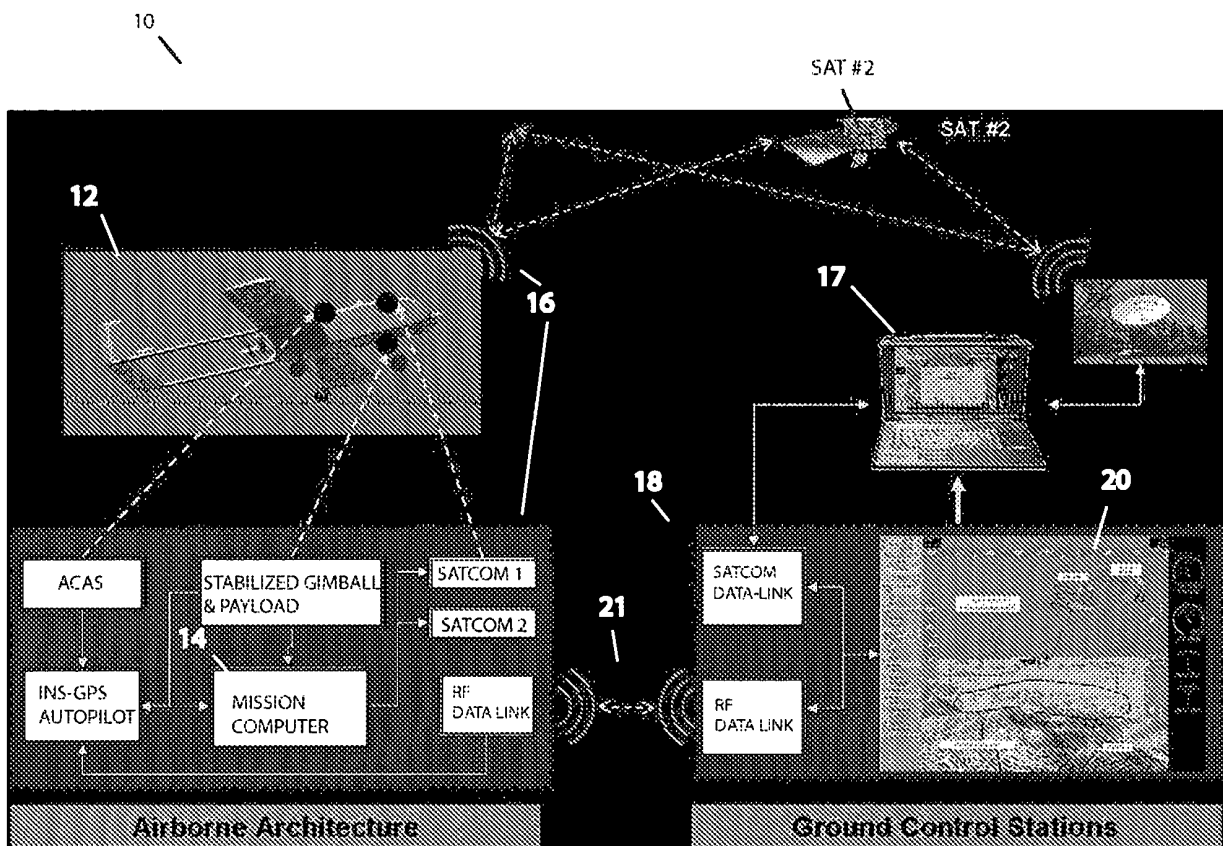 10
SAT #2
SAT #2
12
16
17
18
20
ACAS
STABILIZED GIMBALL
& PAYLOAD
SATCOM 1
SATCOM 2
14
INS-GPS
AUTOPILOT
MISSION
COMPUTER
RF
DATA LINK
21
SATCOM
DATA-LINK
RF
DATA LINK
Airborne Architecture
Ground Control Stations